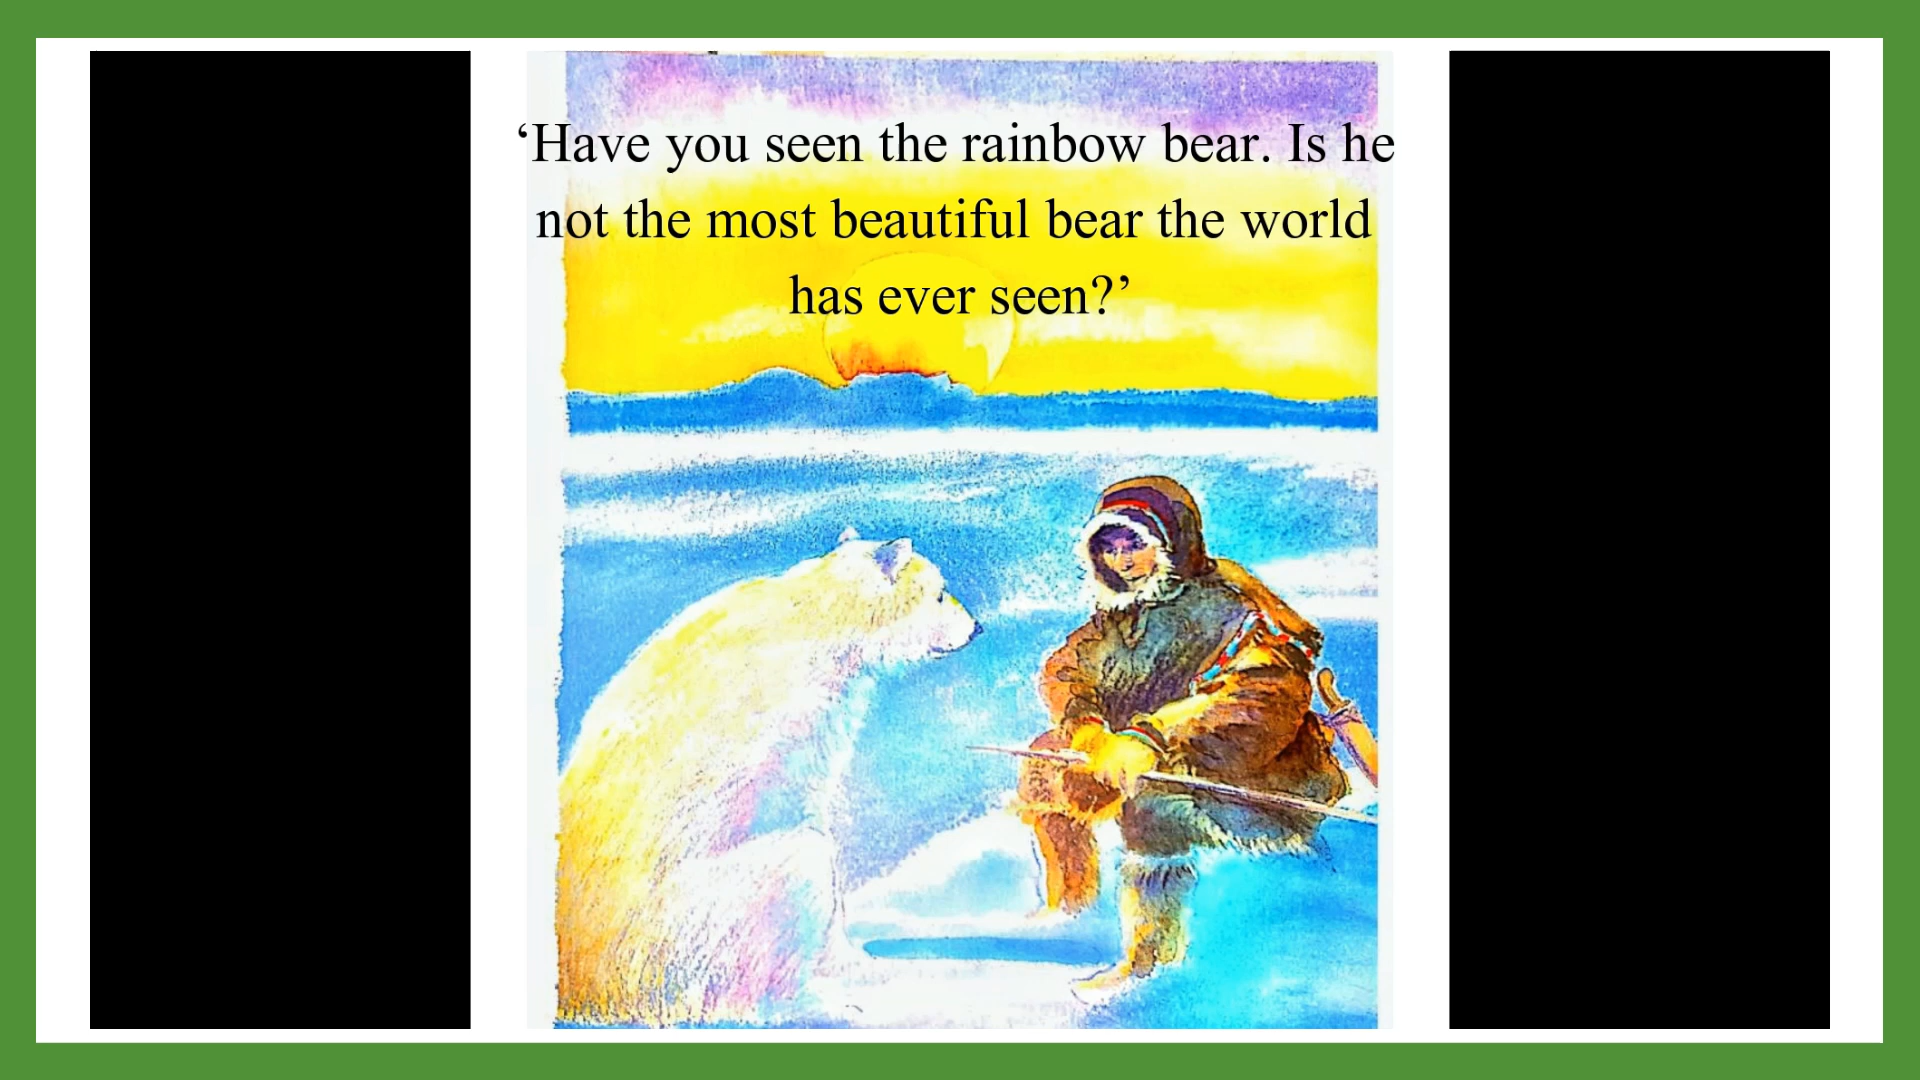 ‘Have you seen the rainbow bear. Is he
not the most beautiful bear the world
has ever seen?’